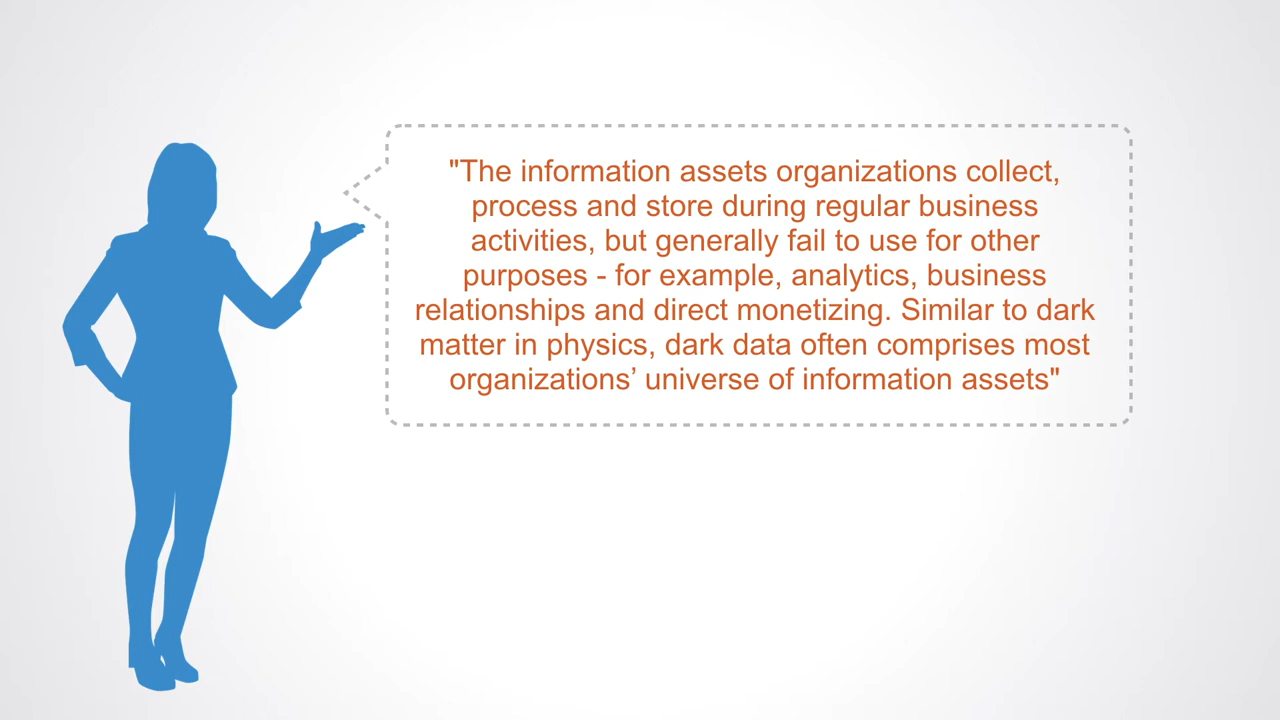 "The information assets organizations collect,
process and store during regular business
activities, but generally fail to use for other
purposes - for example, analytics, business
relationships and direct monetizing. Similar to dark
matter in physics, dark data often comprises most
organizations’ universe of information assets"